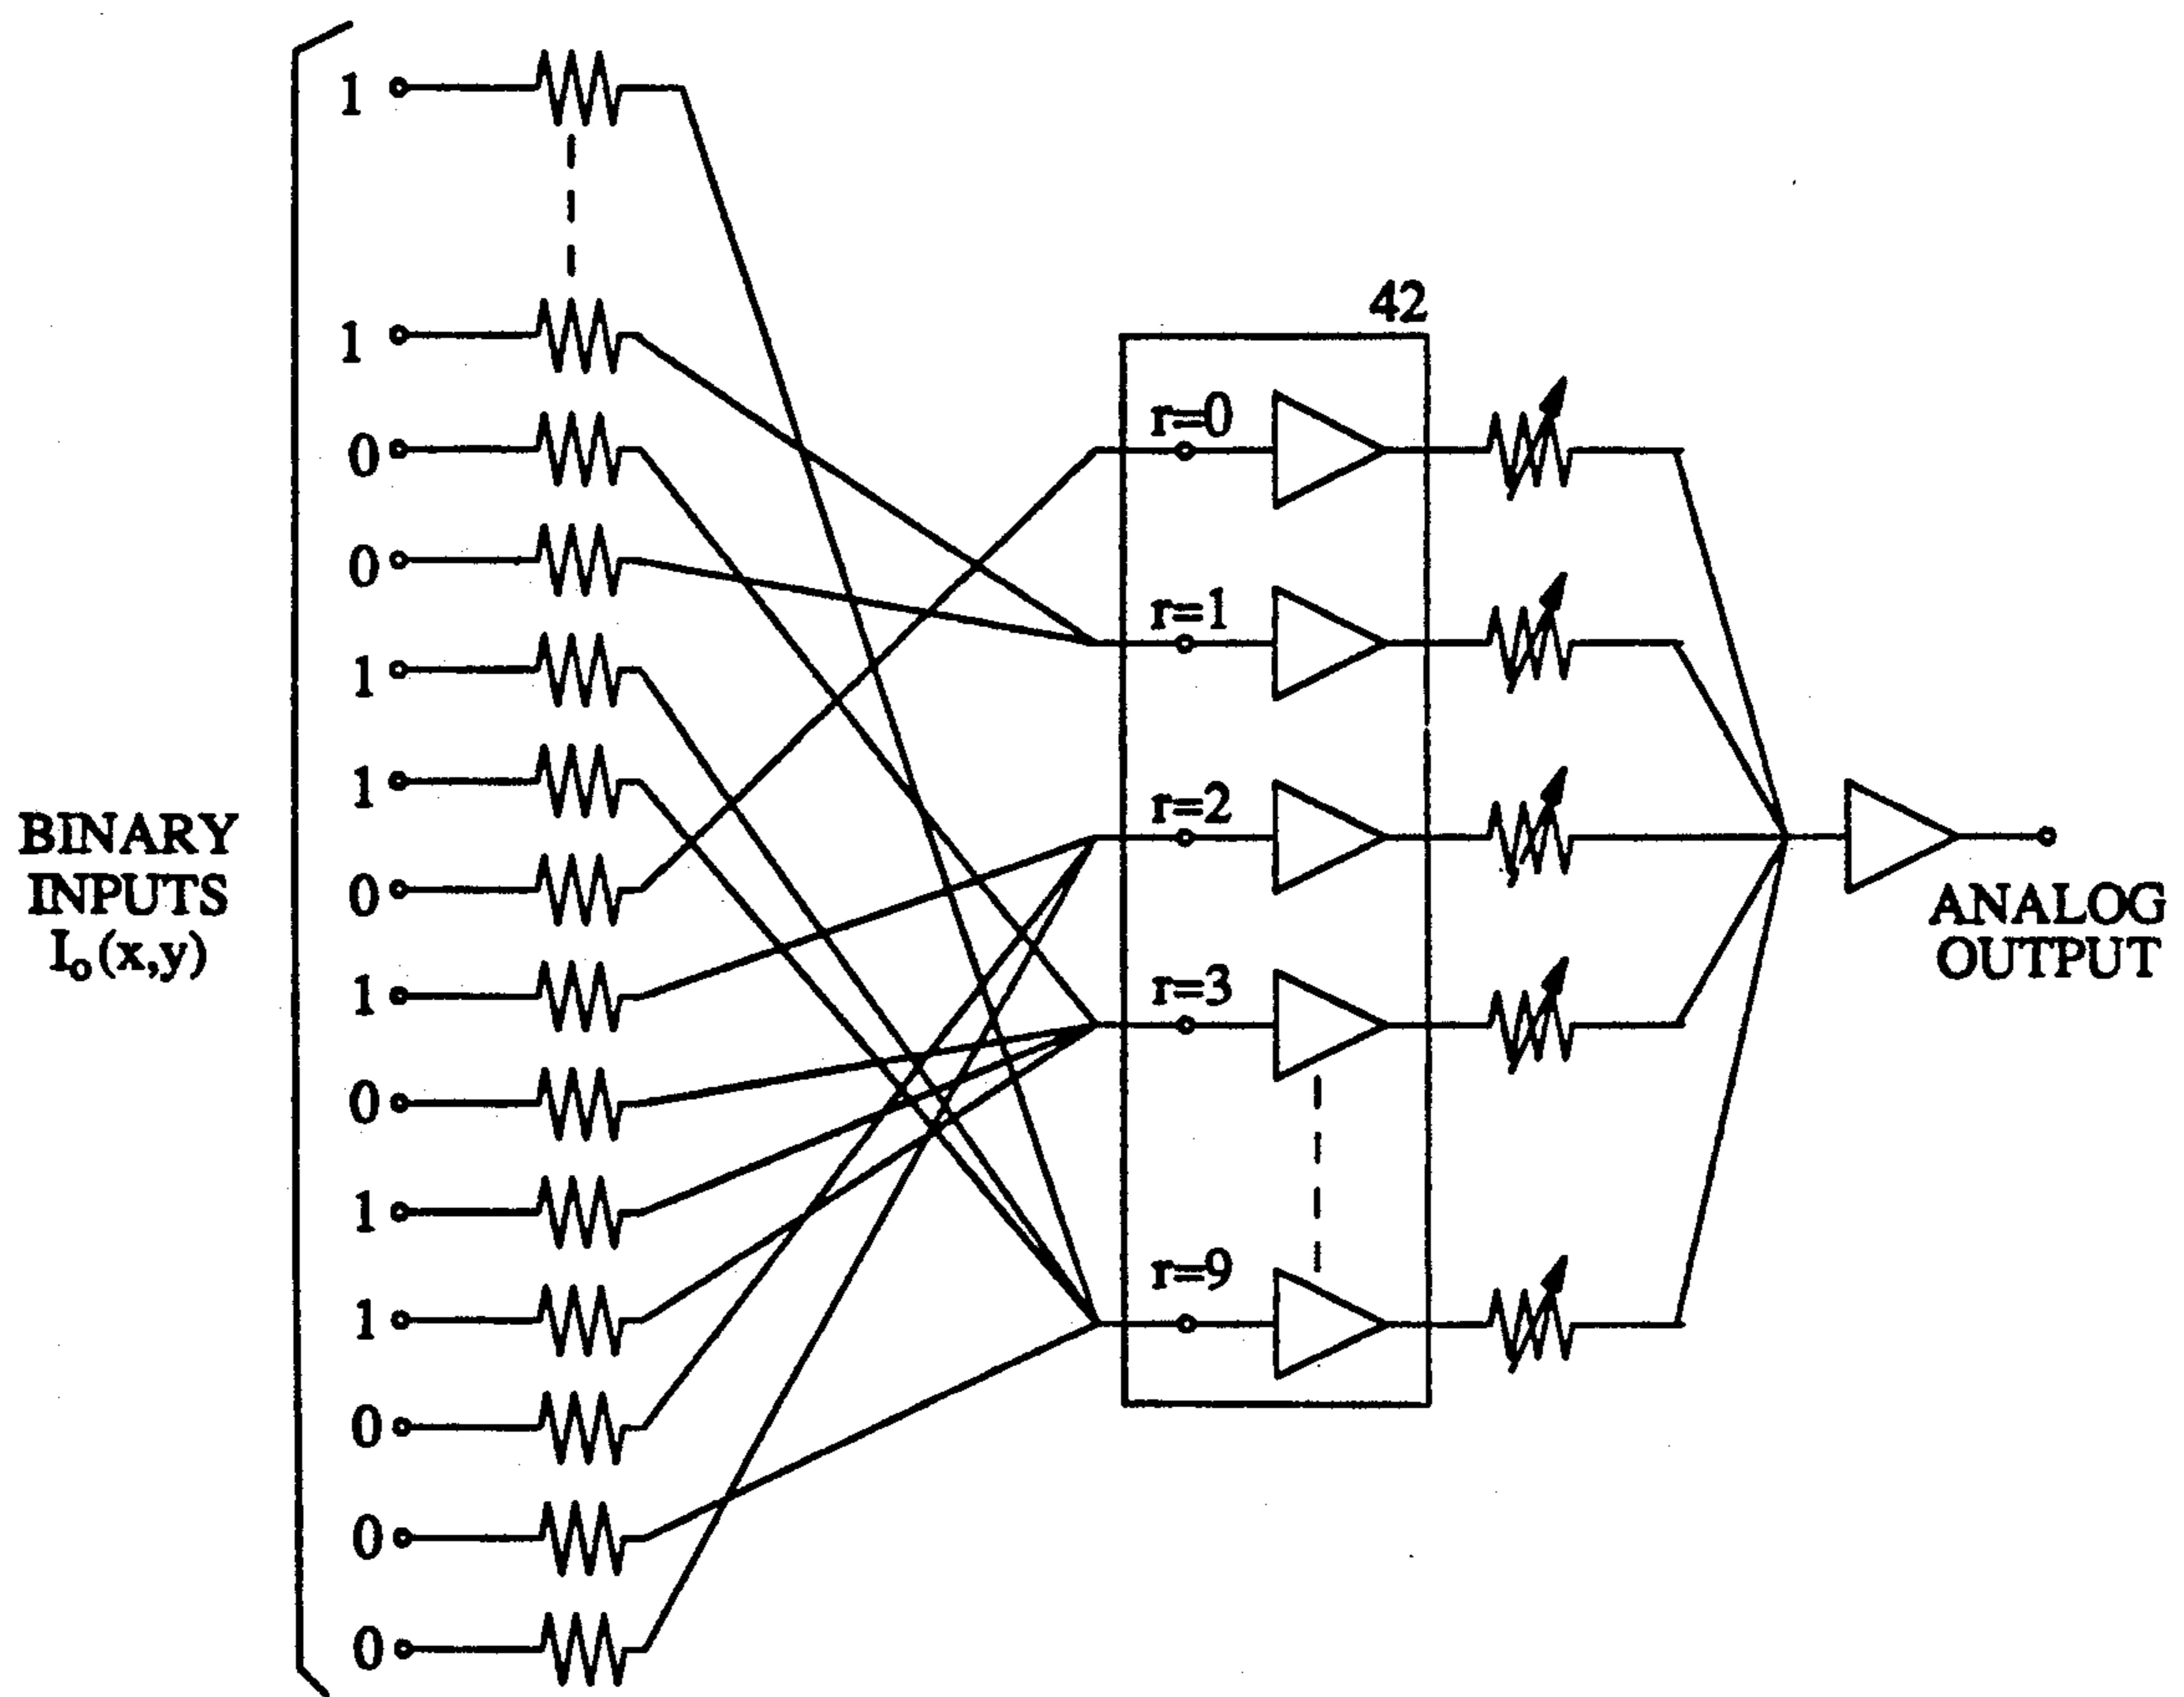 1
1
0
0
1
1
0
1
0
1
1
0
0
0
BINARY
INPUTS
I₀(x,y)
42
r=0
r=1
r=2
r=3
r=9
ANALOG
OUTPUT